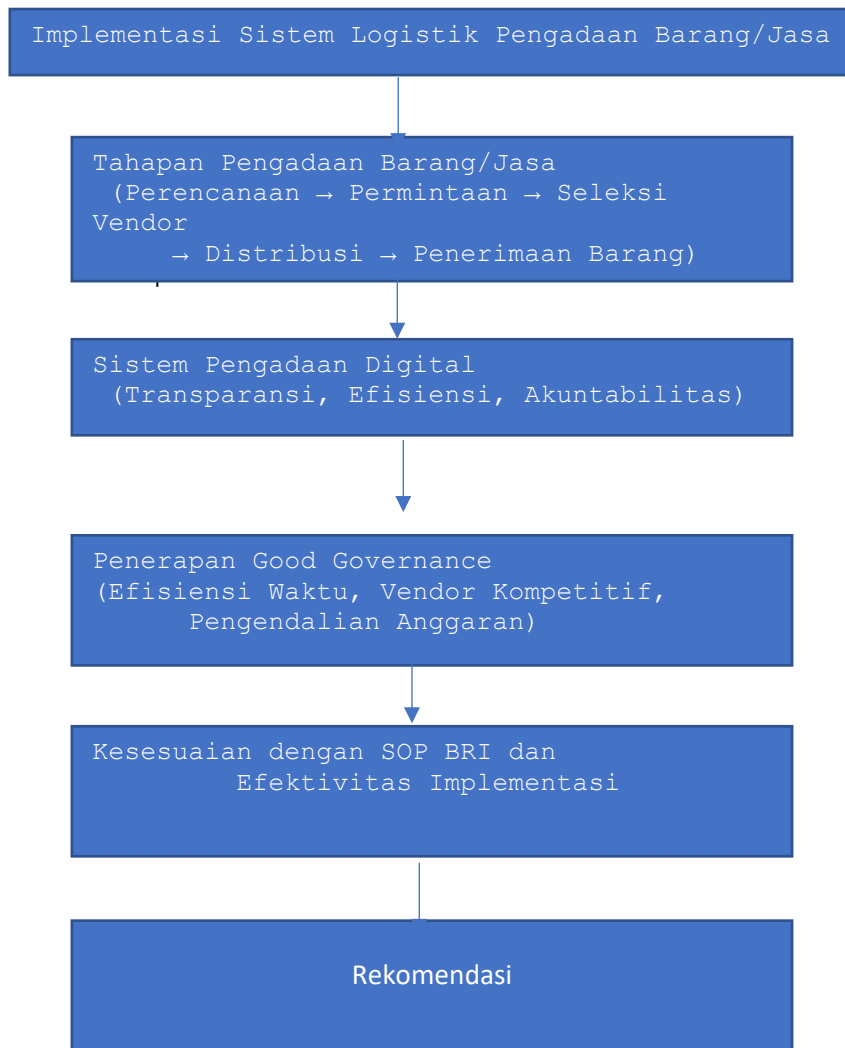 Implementasi Sistem Logistik Pengadaan Barang/Jasa
Tahapan Pengadaan Barang/Jasa
(Perencanaan → Permintaan → Seleksi
Vendor
→ Distribusi → Penerimaan Barang)
Sistem Pengadaan Digital
(Transparansi, Efisiensi, Akuntabilitas)
Penerapan Good Governance
(Efisiensi Waktu, Vendor Kompetitif,
Pengendalian Anggaran)
Kesesuaian dengan SOP BRI dan
Efektivitas Implementasi
Rekomendasi